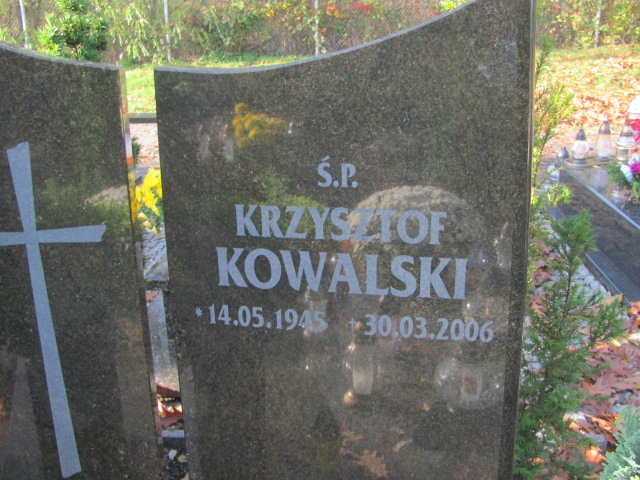 Ś.P.
KRZYSZTOF
KOWALSKI
* 14.05.1945 † 30.03.2006